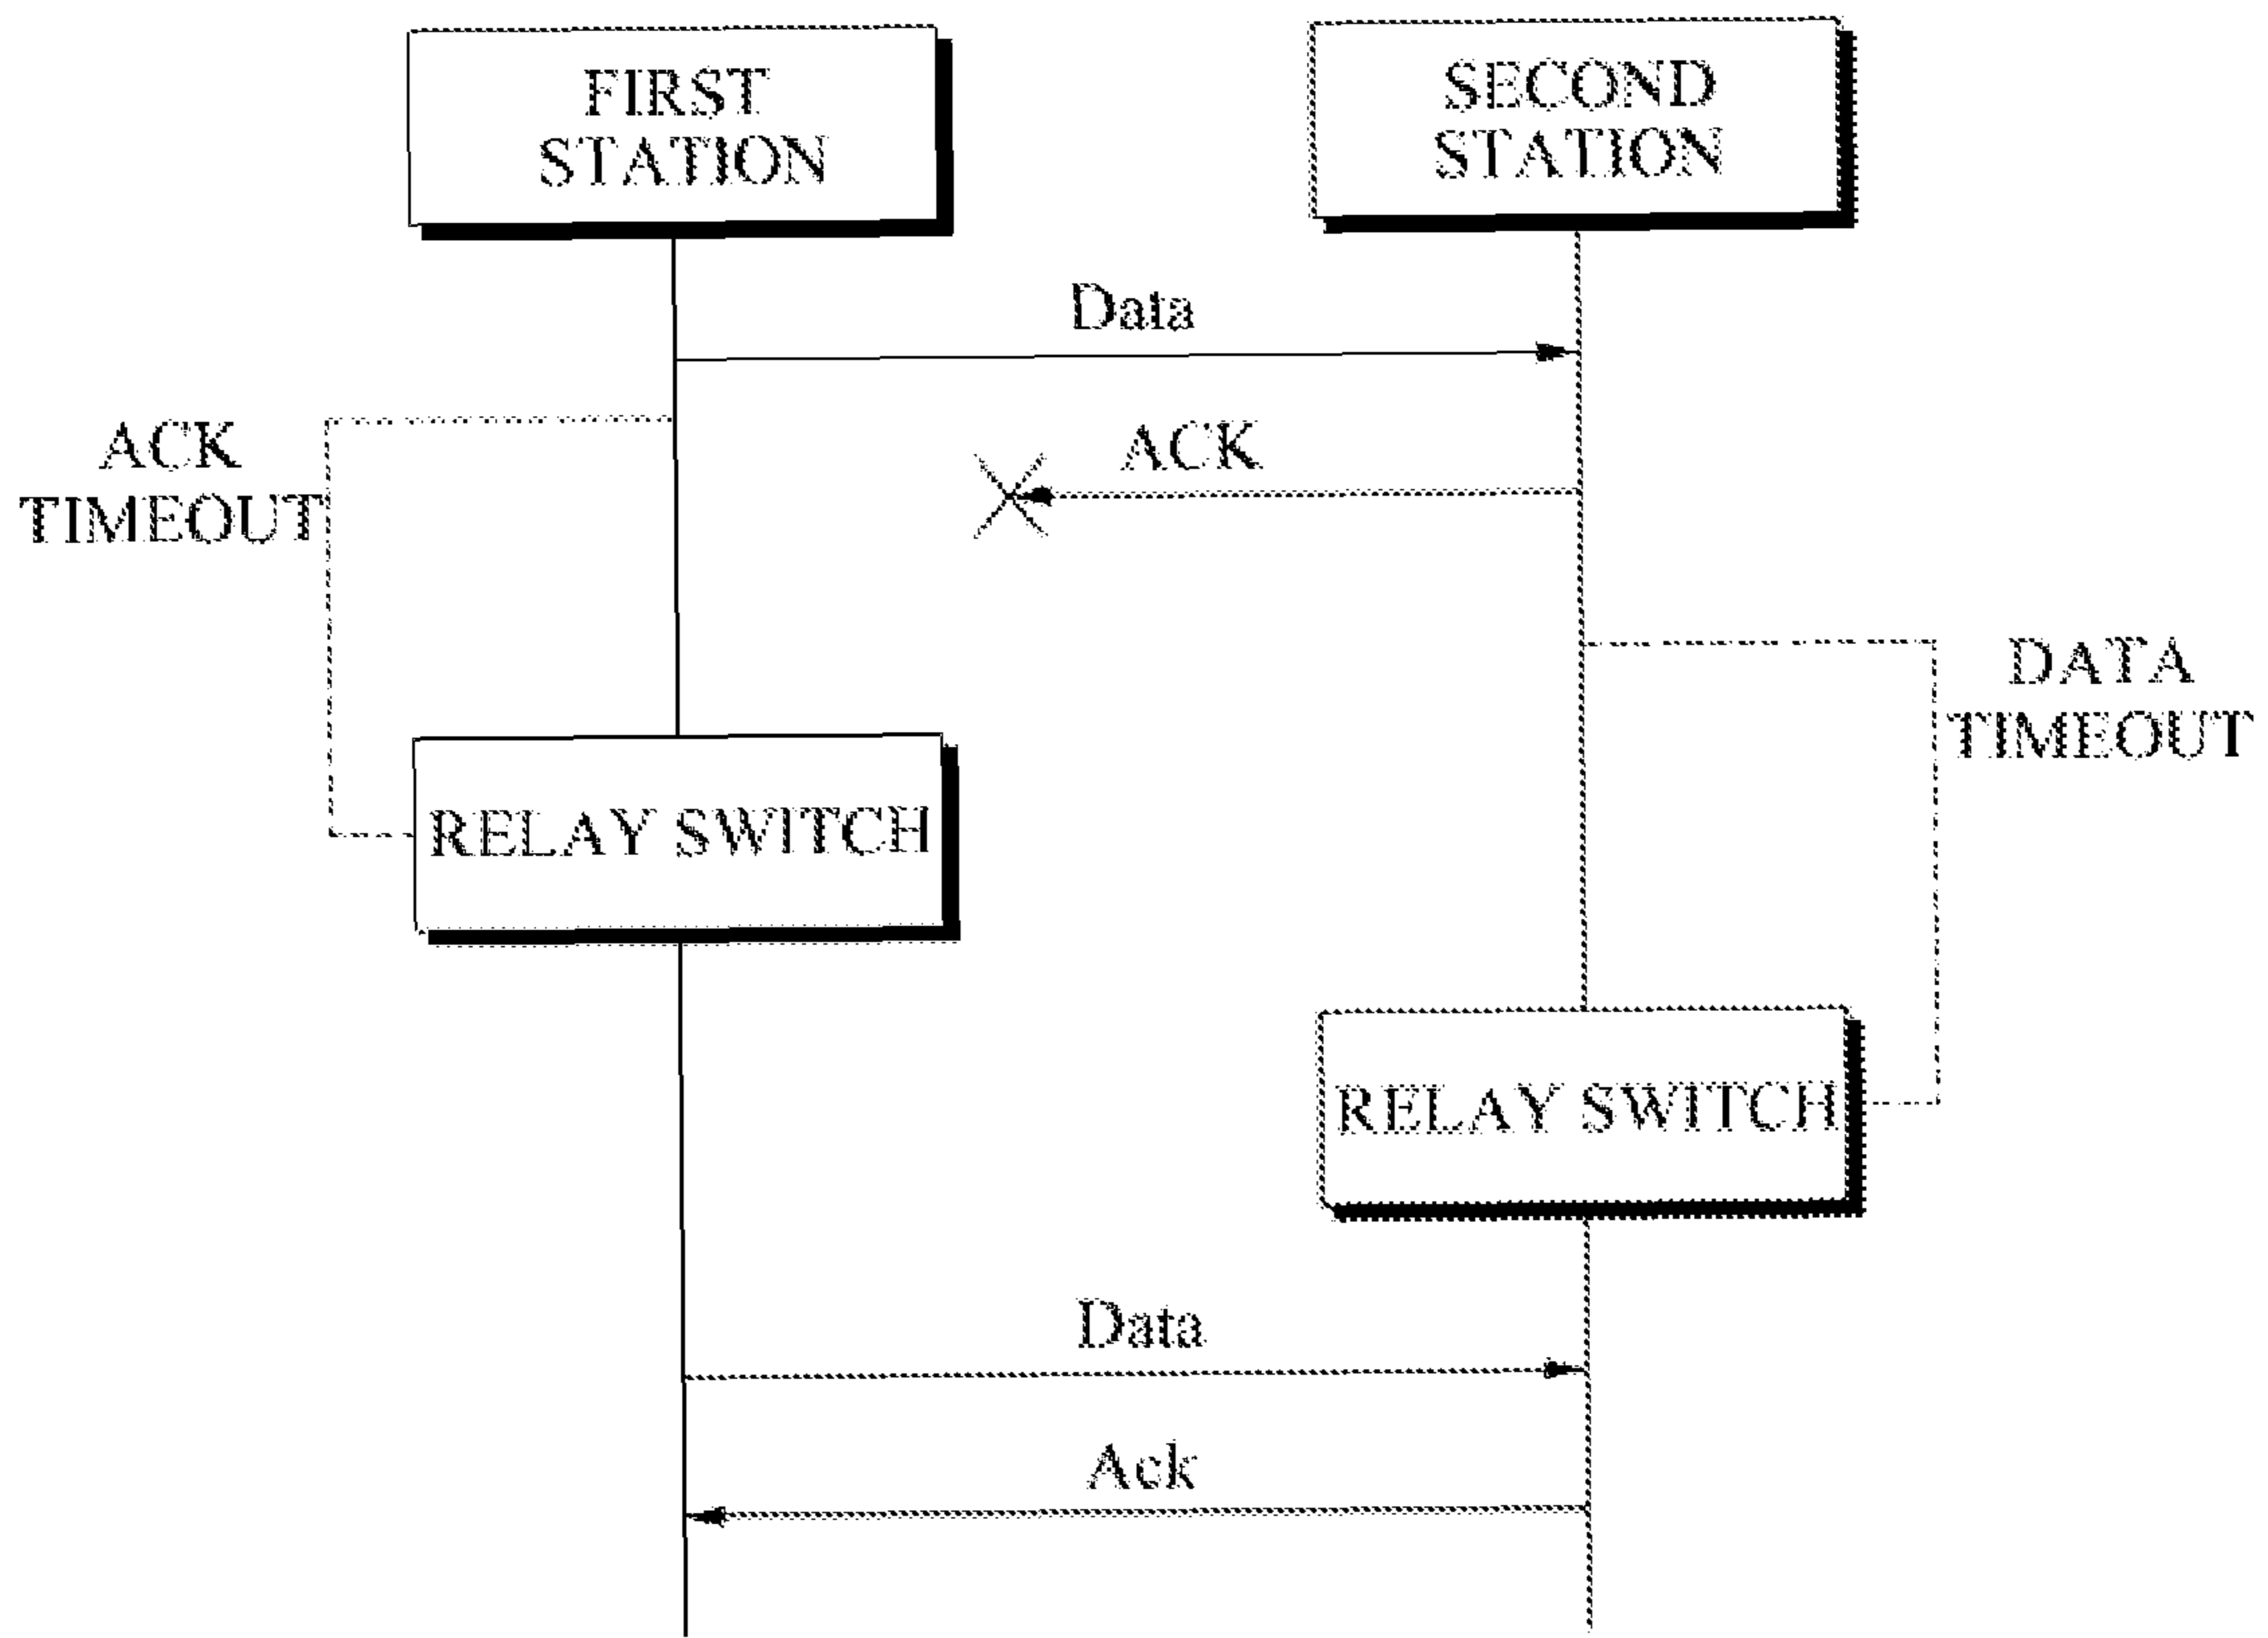 FIRST
STATION
SECOND
STATION
Data
ACK
TIMEOUT
ACK
DATA
TIMEOUT
RELAY SWITCH
RELAY SWITCH
Data
Ack